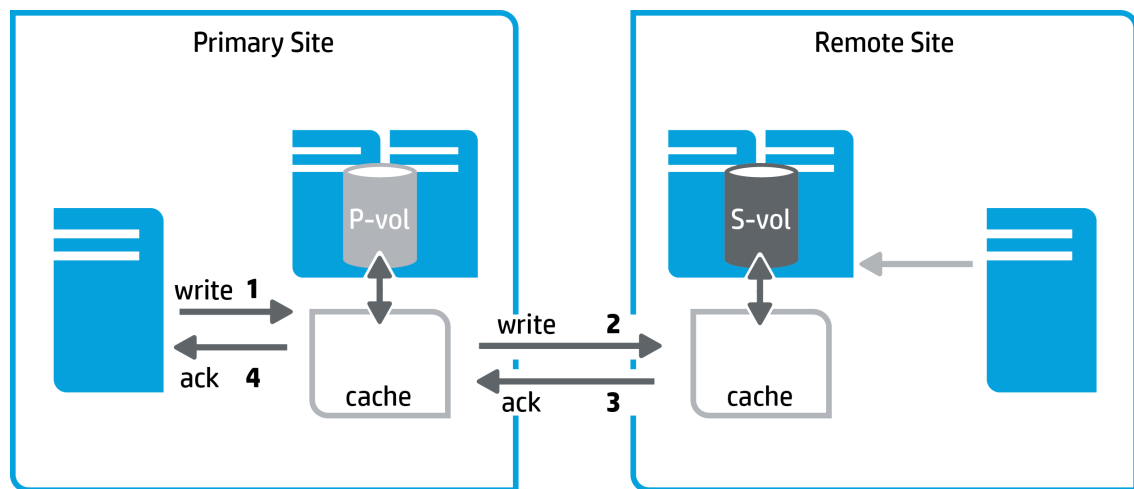 Primary Site
Remote Site
P-vol
S-vol
write 1
write 2
ack 4
cache
ack 3
cache